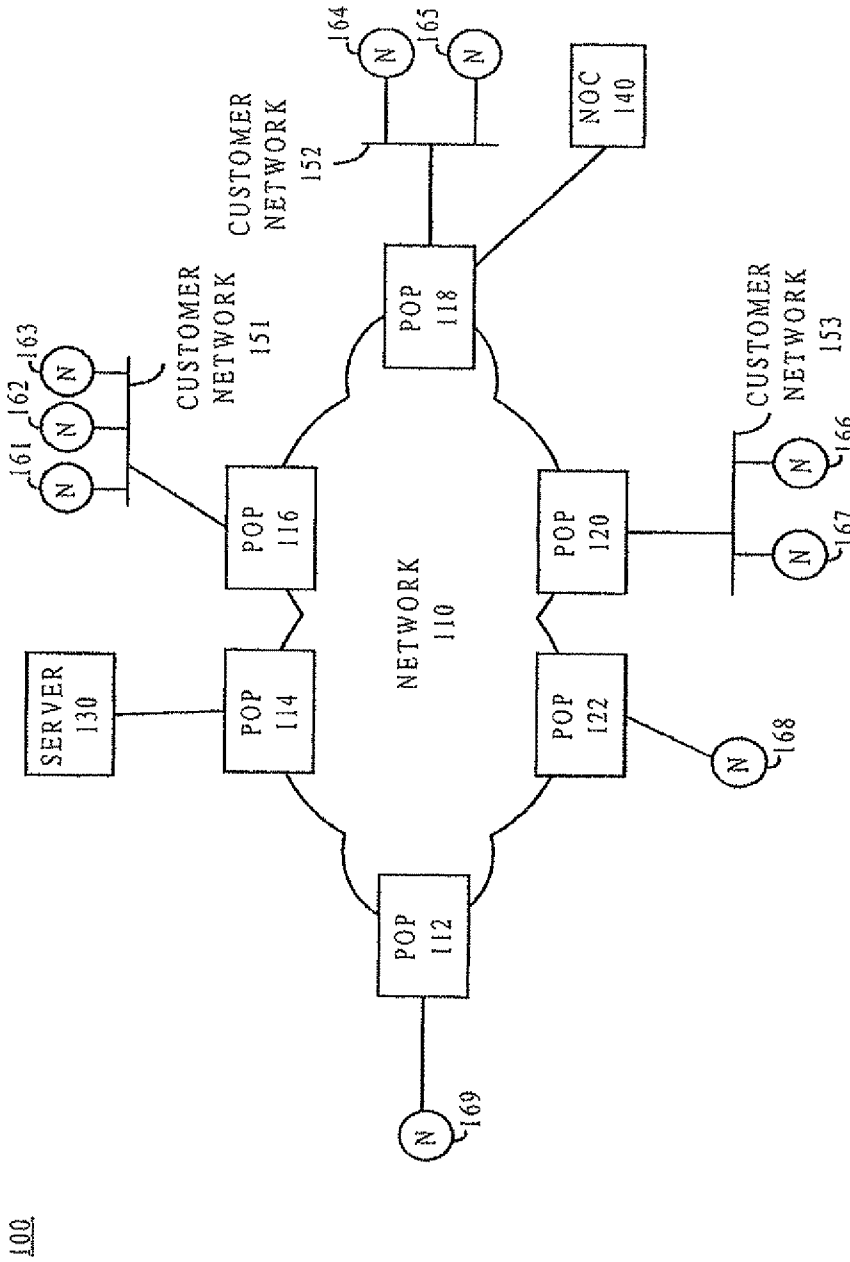 100
SERVER
130
161
162
163
N
N
N
CUSTOMER
NETWORK
151
POP
114
POP
116
CUSTOMER
NETWORK
152
164
N
165
N
169
N
POP
112
NETWORK
110
POP
118
NOC
140
POP
122
POP
120
168
N
CUSTOMER
NETWORK
153
167
N
166
N